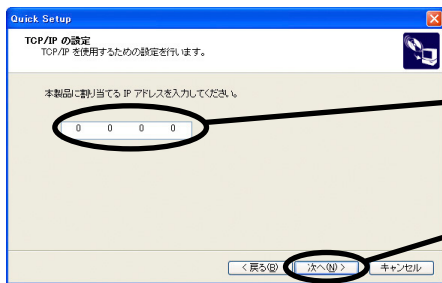 Quick Setup
TCP/IP の設定
TCP/IP を使用するための設定を行います。
本製品に割り当てる IP アドレスを入力してください。
0 0 0 0
< 戻る(B) 次へ(N) > キャンセル